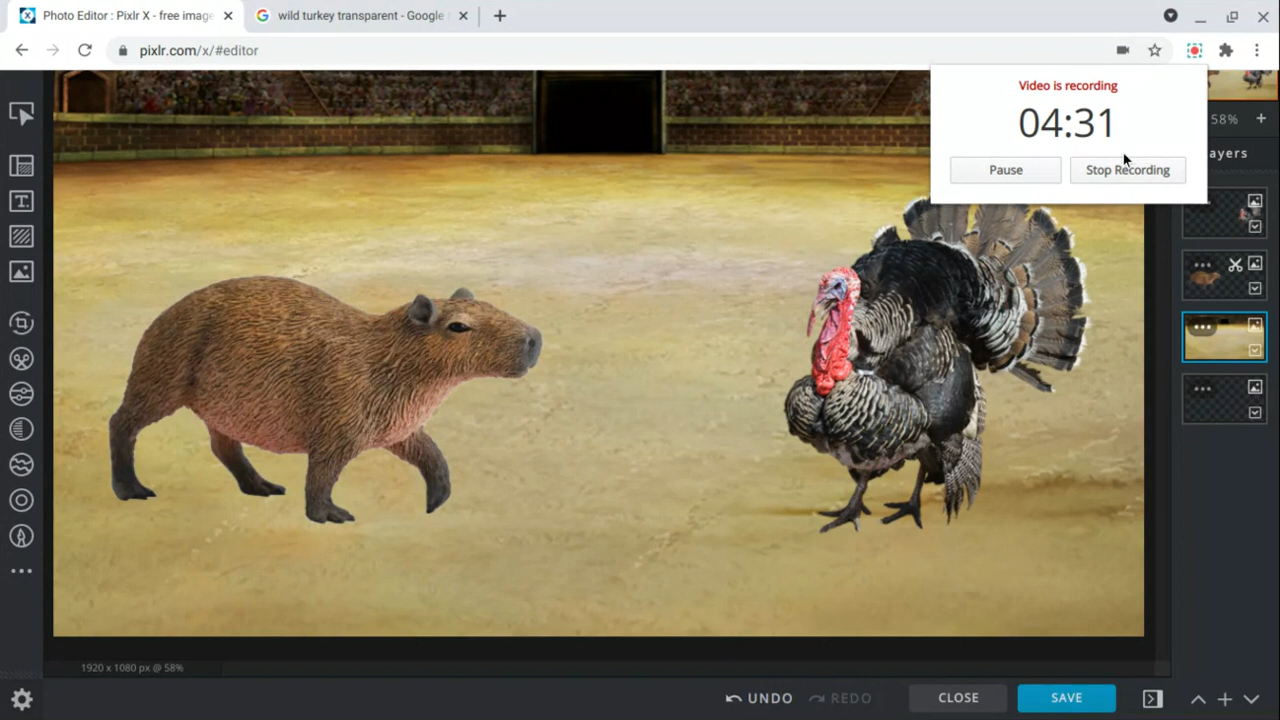 Photo Editor : Pixlr X - free image
wild turkey transparent - Google
pixlr.com/x/#editor
Video is recording
04:31
Pause
Stop Recording
58%
ayers
1920 x 1080 px @ 58%
UNDO
REDO
CLOSE
SAVE